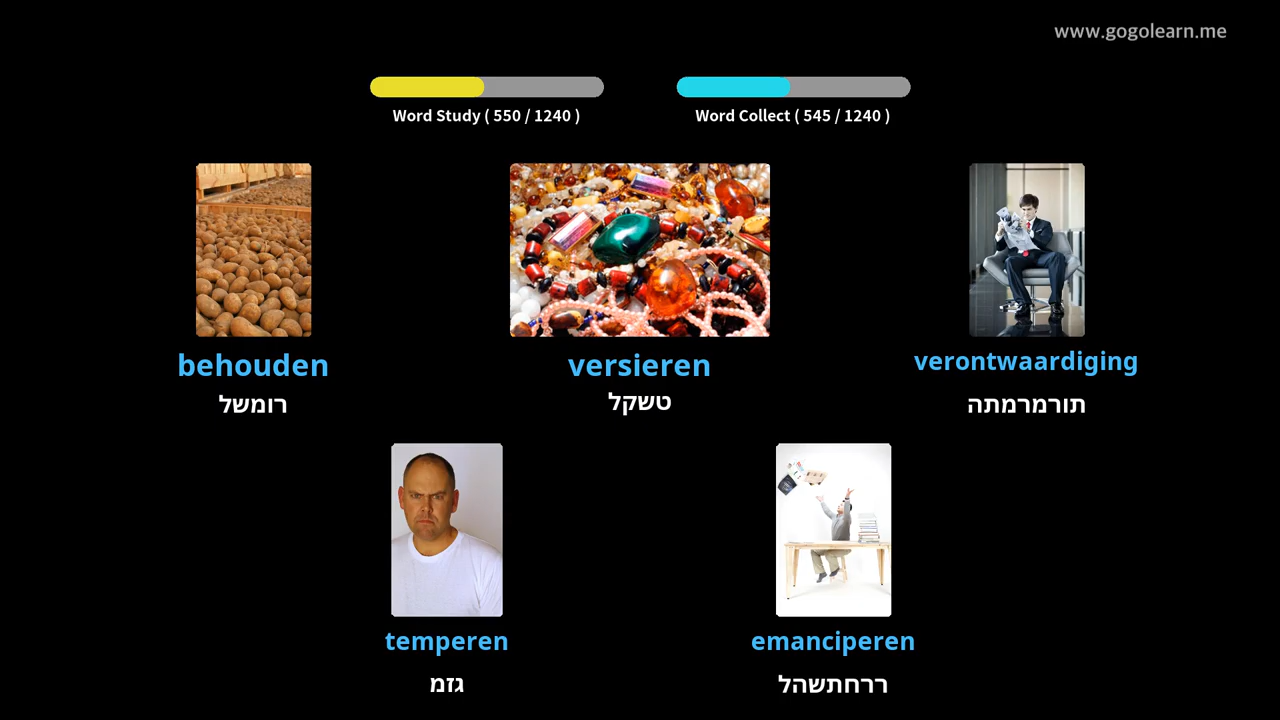 www.gogolearn.me
Word Study ( 550 / 1240 )
Word Collect ( 545 / 1240 )
behouden
רומשל
versieren
טשקל
verontwaardiging
תורמרמתה
temperen
גזמ
emanciperen
ררחתשהל